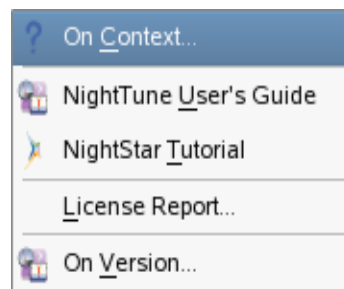 On Context...
NightTune User's Guide
NightStar Tutorial
License Report...
On Version...